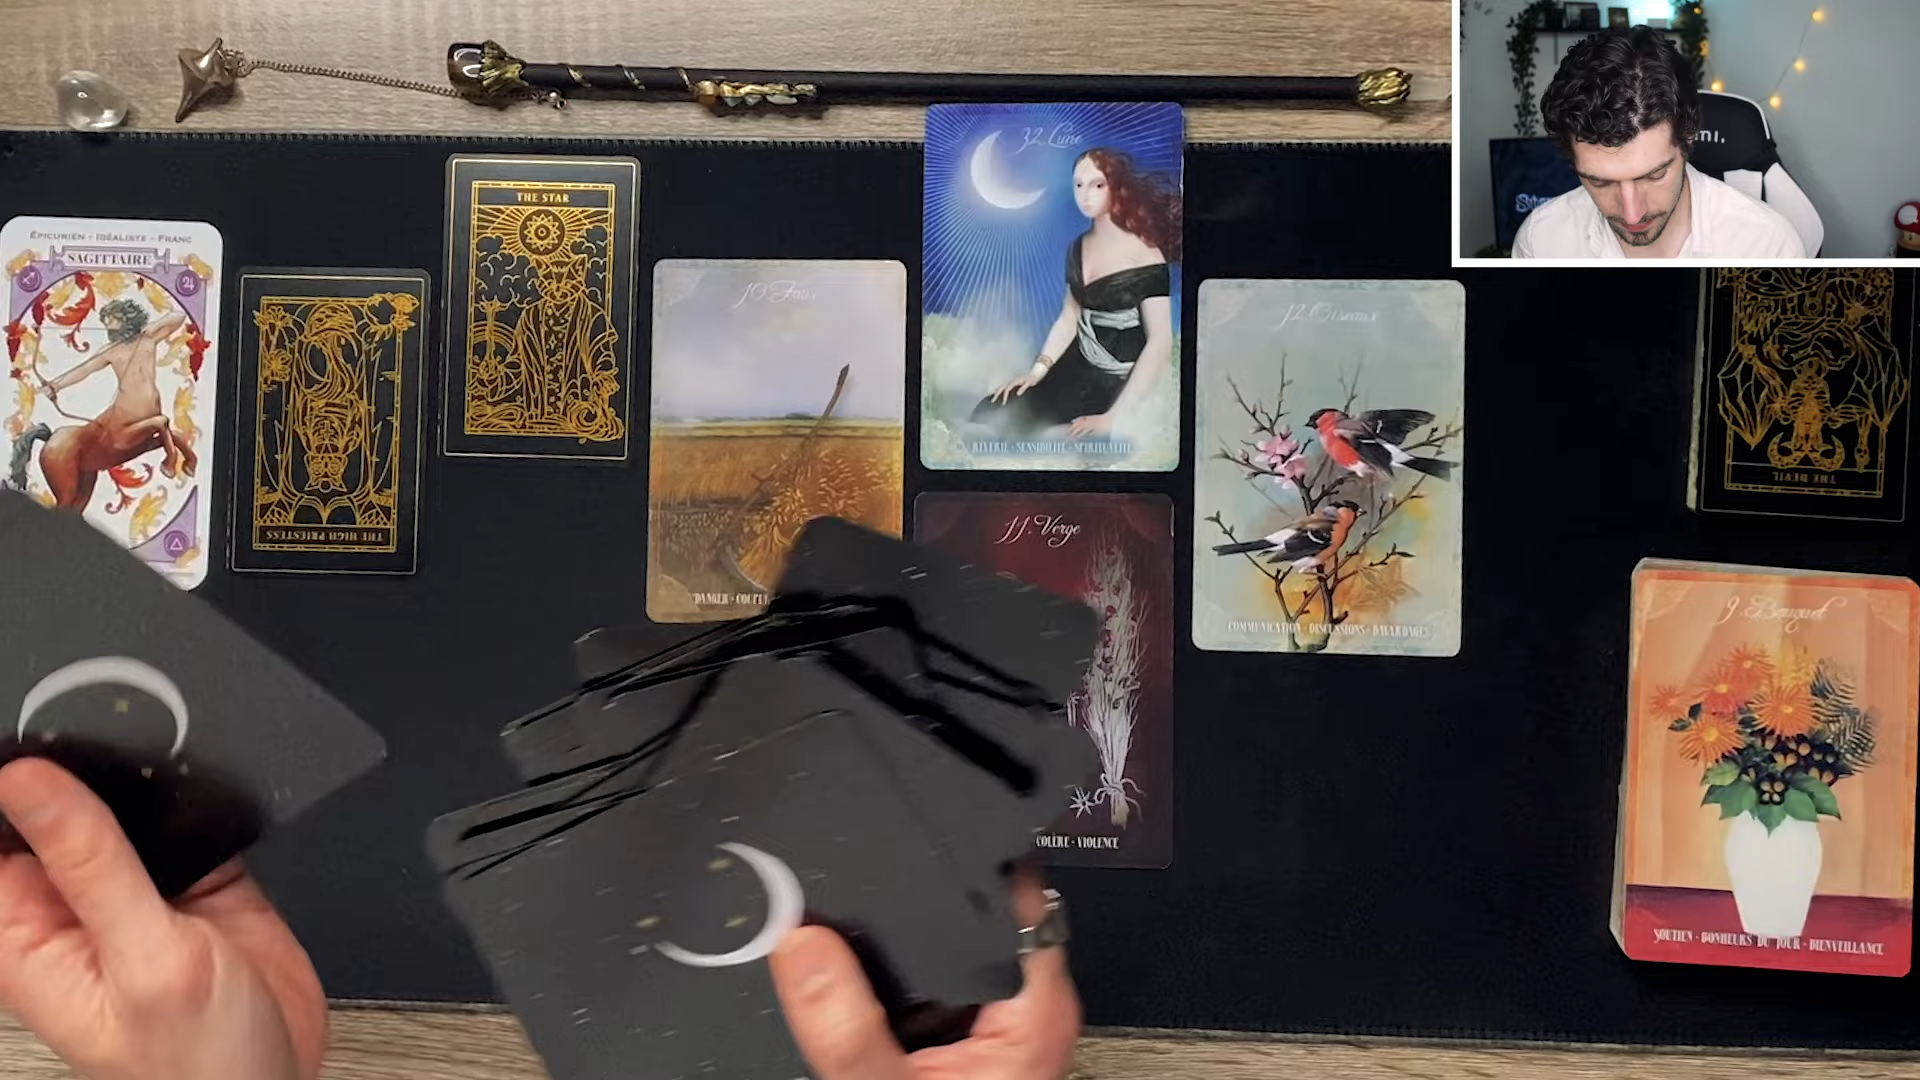 ÉPICURIEN - IDÉALISTE - FRANC
SAGITTAIRE
THE HIGH PRIESTESS
THE STAR
10. Faux
DANGER - COUPE
32. Lune
RÊVERIE - SENSIBILITÉ - SPIRITUALITÉ
11. Verge
COLÈRE - VIOLENCE
12. Oiseaux
COMMUNICATION - DISCUSSIONS - BAVARDAGES
THE DEVIL
9. Bouquet
SOUTIEN - BONHEURS DU JOUR - BIENVEILLANCE